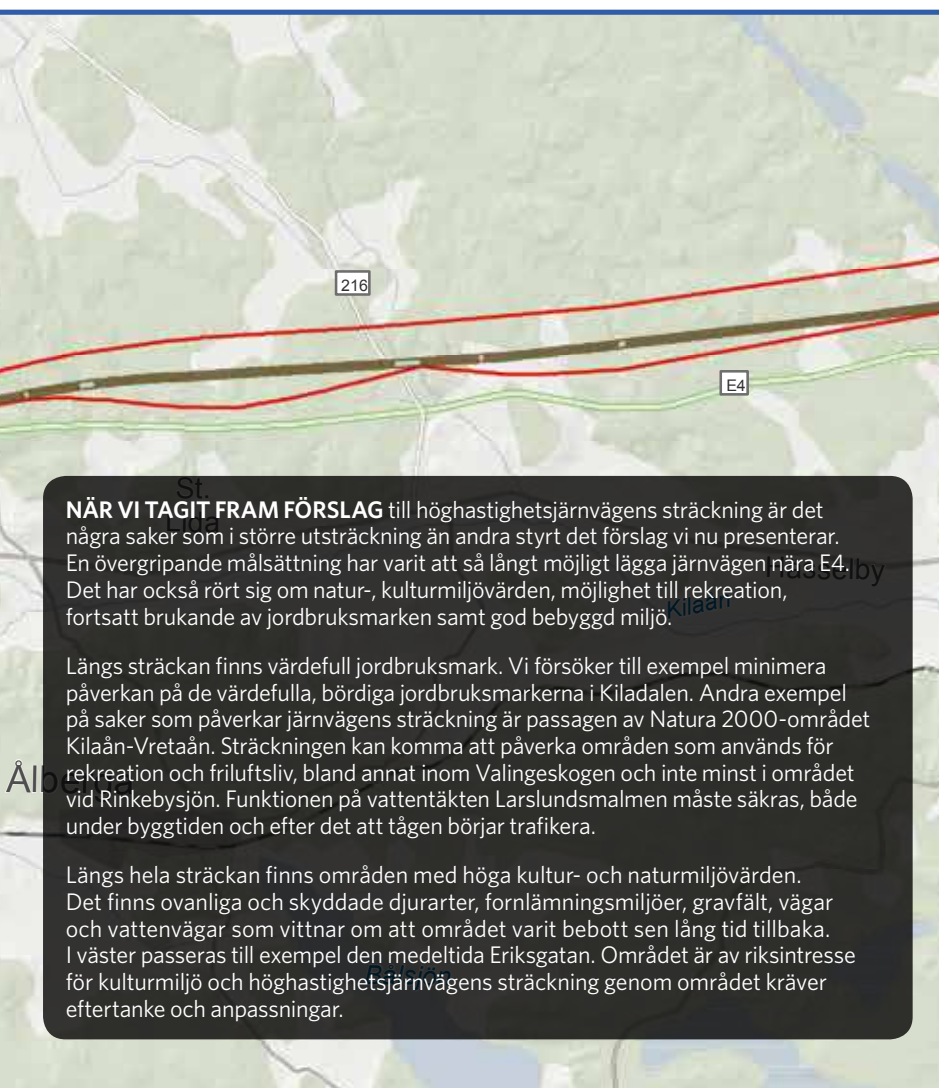 216
E4
St.
Lida
NÄR VI TAGIT FRAM FÖRSLAG till höghastighetsjärnvägens sträckning är det
några saker som i större utsträckning än andra styrt det förslag vi nu presenterar.
En övergripande målsättning har varit att så långt möjligt lägga järnvägen nära E4.
Det har också rört sig om natur-, kulturmiljövärden, möjlighet till rekreation,
fortsatt brukande av jordbruksmarken samt god bebyggd miljö.
Kilaån
Längs sträckan finns värdefull jordbruksmark. Vi försöker till exempel minimera
påverkan på de värdefulla, bördiga jordbruksmarkerna i Kiladalen. Andra exempel
på saker som påverkar järnvägens sträckning är passagen av Natura 2000-området
Kilaån-Vretaån. Sträckningen kan komma att påverka områden som används för
rekreation och friluftsliv, bland annat inom Valingeskogen och inte minst i området
vid Rinkebysjön. Funktionen på vattentäkten Larslundsmalmen måste säkras, både
under byggtiden och efter det att tågen börjar trafikera.
Ålberga
Längs hela sträckan finns områden med höga kultur- och naturmiljövärden.
Det finns ovanliga och skyddade djurarter, fornlämningsmiljöer, gravfält, vägar
och vattenvägar som vittnar om att området varit bebott sen lång tid tillbaka.
I väster passeras till exempel den medeltida Eriksgatan. Området är av riksintresse
för kulturmiljö och höghastighetsjärnvägens sträckning genom området kräver
eftertanke och anpassningar.